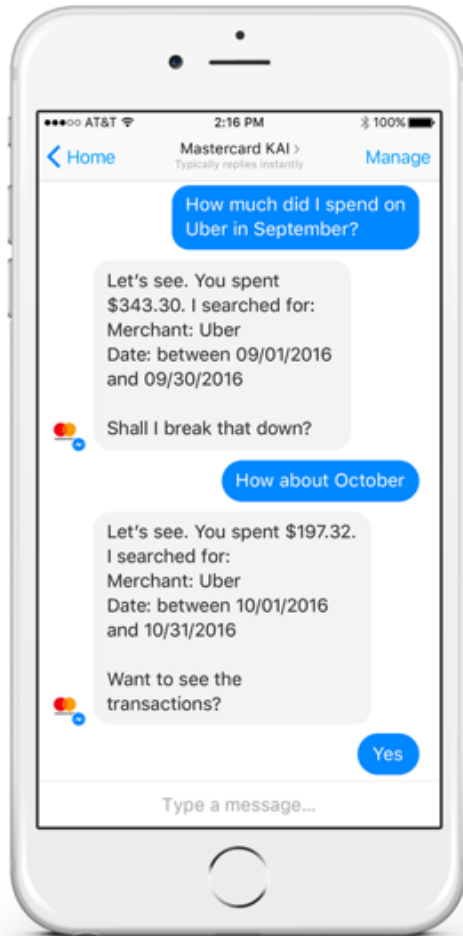 AT&T 2:16 PM 100%
Home Mastercard KAI > Manage
Typically replies instantly
How much did I spend on
Uber in September?
Let's see. You spent
$343.30. I searched for:
Merchant: Uber
Date: between 09/01/2016
and 09/30/2016
Shall I break that down?
How about October
Let's see. You spent $197.32.
I searched for:
Merchant: Uber
Date: between 10/01/2016
and 10/31/2016
Want to see the
transactions?
Yes
Type a message...